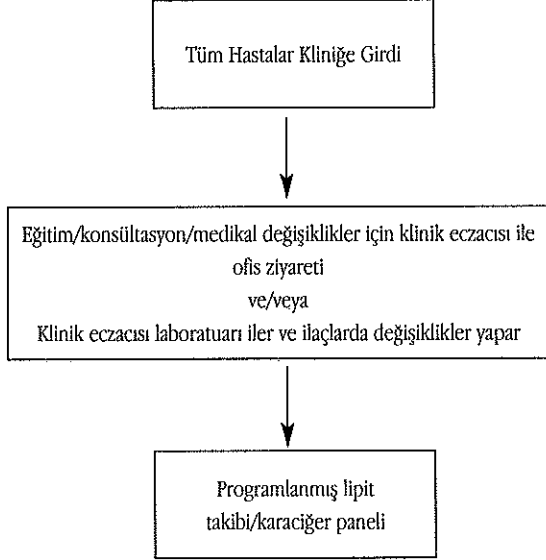 Tüm Hastalar Kliniğe Girdi
Eğitim/konsültasyon/medikal değişiklikler için klinik eczacısı ile
ofis ziyareti
ve/veya
Klinik eczacısı laboratuarı iler ve ilaçlarda değişiklikler yapar
Programlanmış lipit
takibi/karaciğer paneli